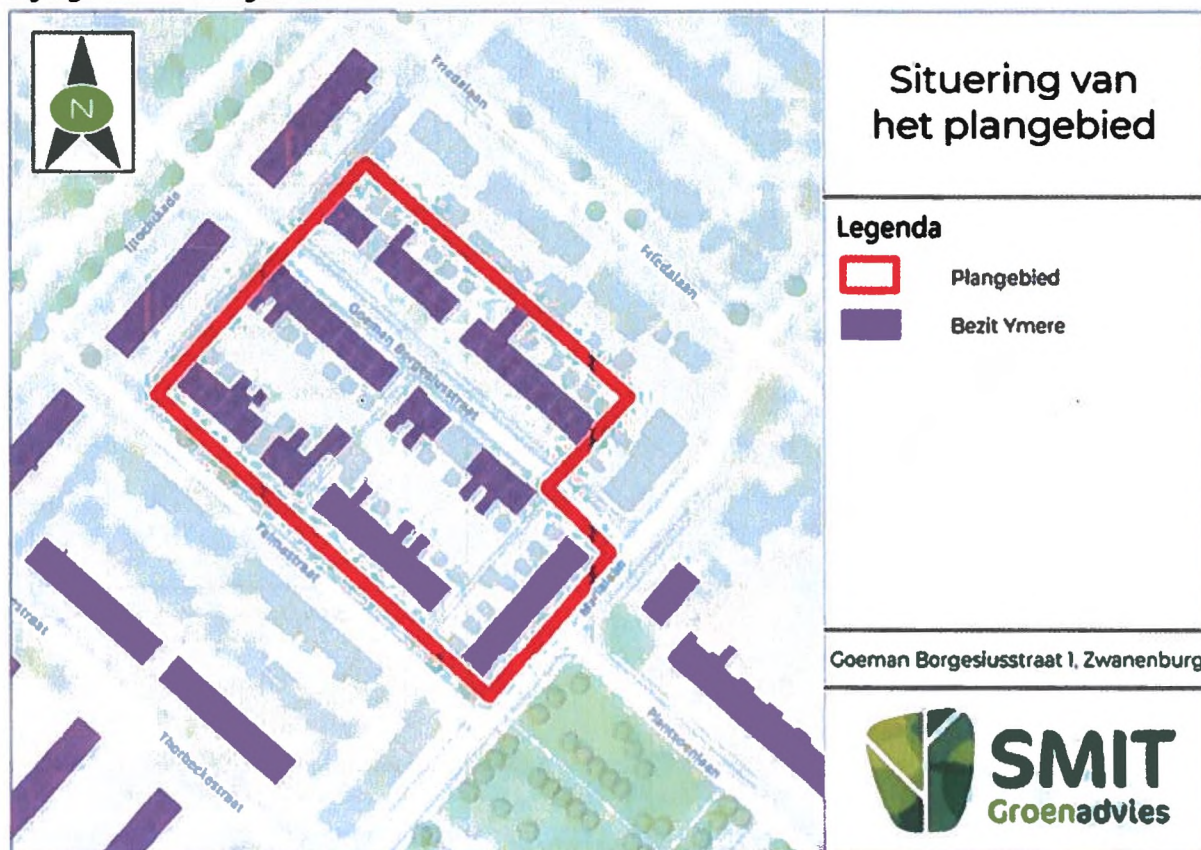 N
Situering van
het plangebied
Legenda
Plangebied
Bezit Ymere
Friedalaan
Friedalaan
Goeman Borgesiusstraat
Talmastraat
Plantsoenlaan
Thorbeckestraat
Goeman Borgesiusstraat 1, Zwanenburg
SMIT
Groenadvies